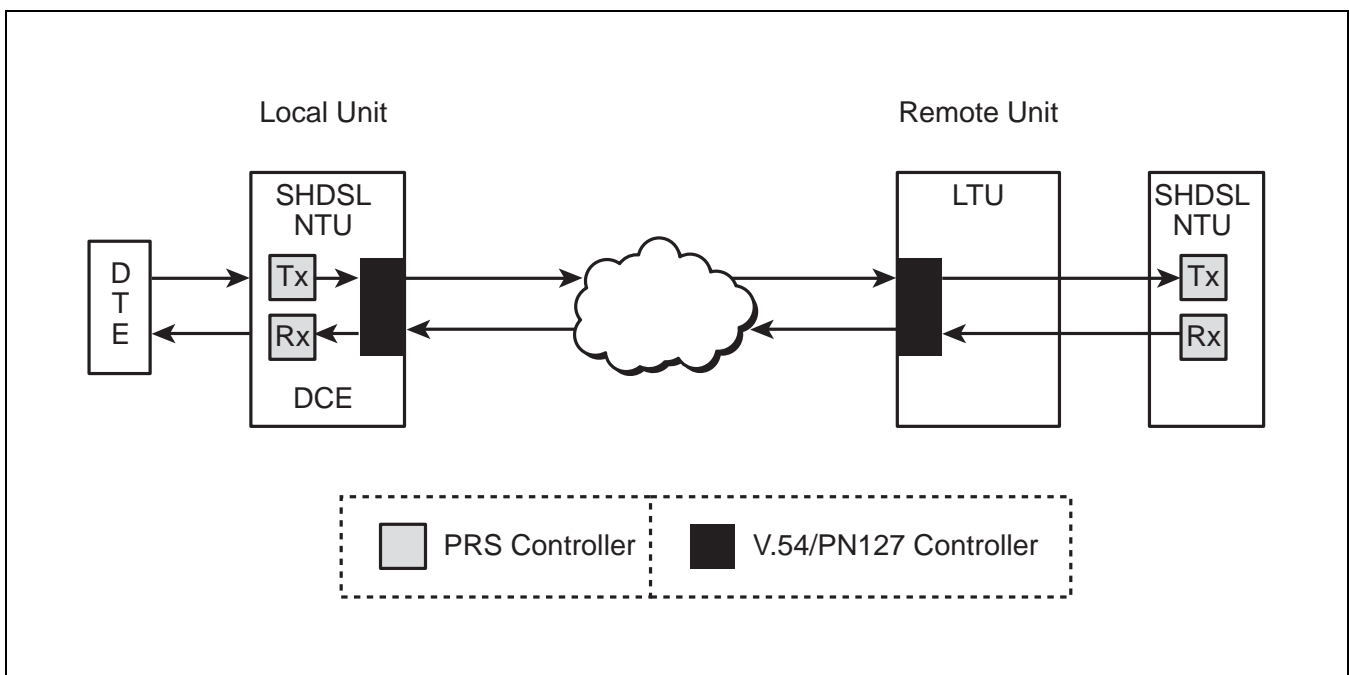 Local Unit
Remote Unit
SHDSL
NTU
LTU
SHDSL
NTU
D
T
E
Tx
Rx
DCE
Tx
Rx
PRS Controller
V.54/PN127 Controller